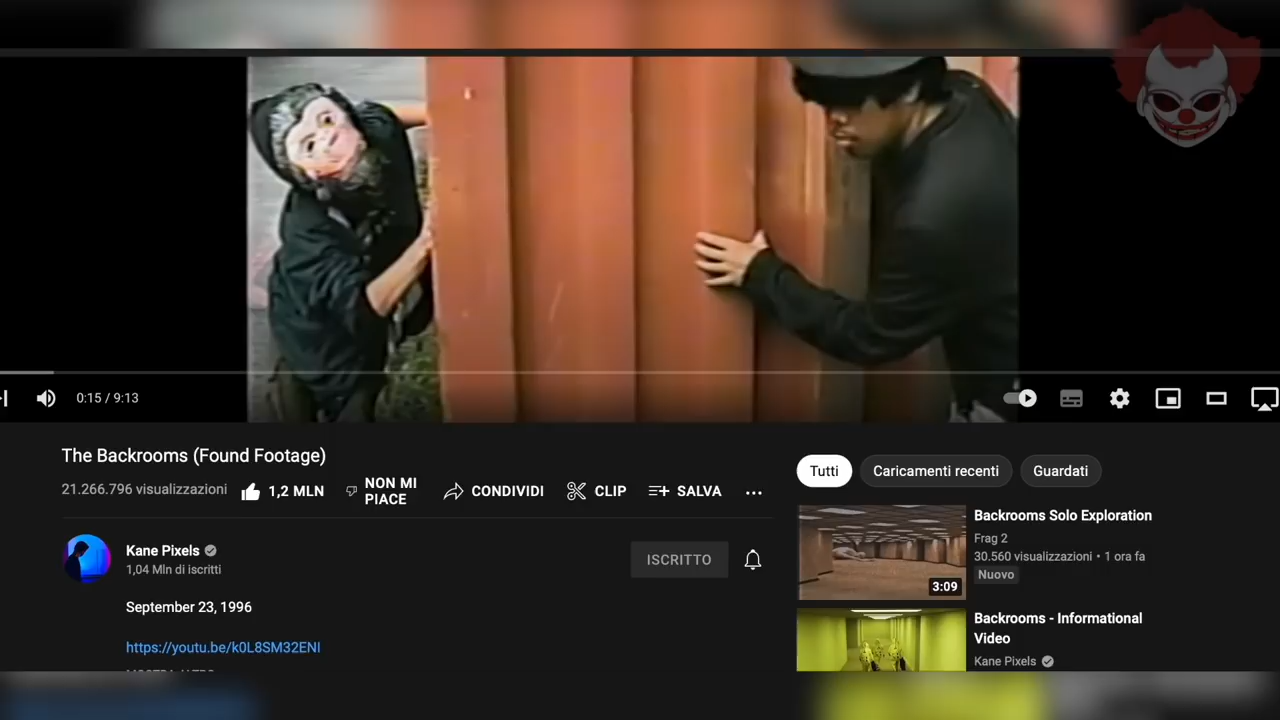 0:15 / 9:13
The Backrooms (Found Footage)
21.266.796 visualizzazioni
1,2 MLN
NON MI
PIACE
CONDIVIDI
CLIP
SALVA
Kane Pixels
1,04 Mln di iscritti
ISCRITTO
September 23, 1996
https://youtu.be/k0L8SM32ENI
Tutti
Caricamenti recenti
Guardati
Backrooms Solo Exploration
Frag 2
30.560 visualizzazioni • 1 ora fa
Nuovo
3:09
Backrooms - Informational
Video
Kane Pixels